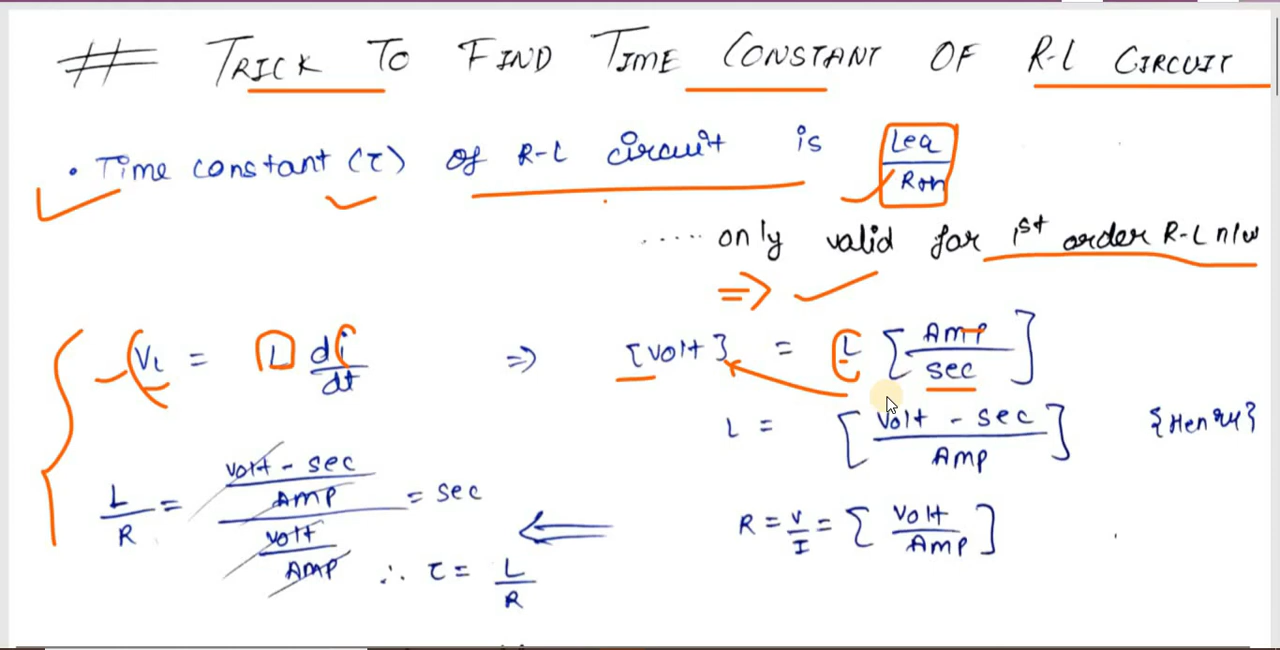 # TRICK TO FIND TIME CONSTANT OF R-L CIRCUIT
• Time constant (τ) of R-L circuit is Leq/RTH
..... only valid for 1st order R-L n/w
=> ✓
VL = L di/dt => [Volt] = L [Amp/sec]
L = [Volt - sec/Amp] {Henry}
L/R = (Volt - sec/AMP)/(Volt/AMP) = sec
R = V/I = [Volt/Amp]
∴ τ = L/R